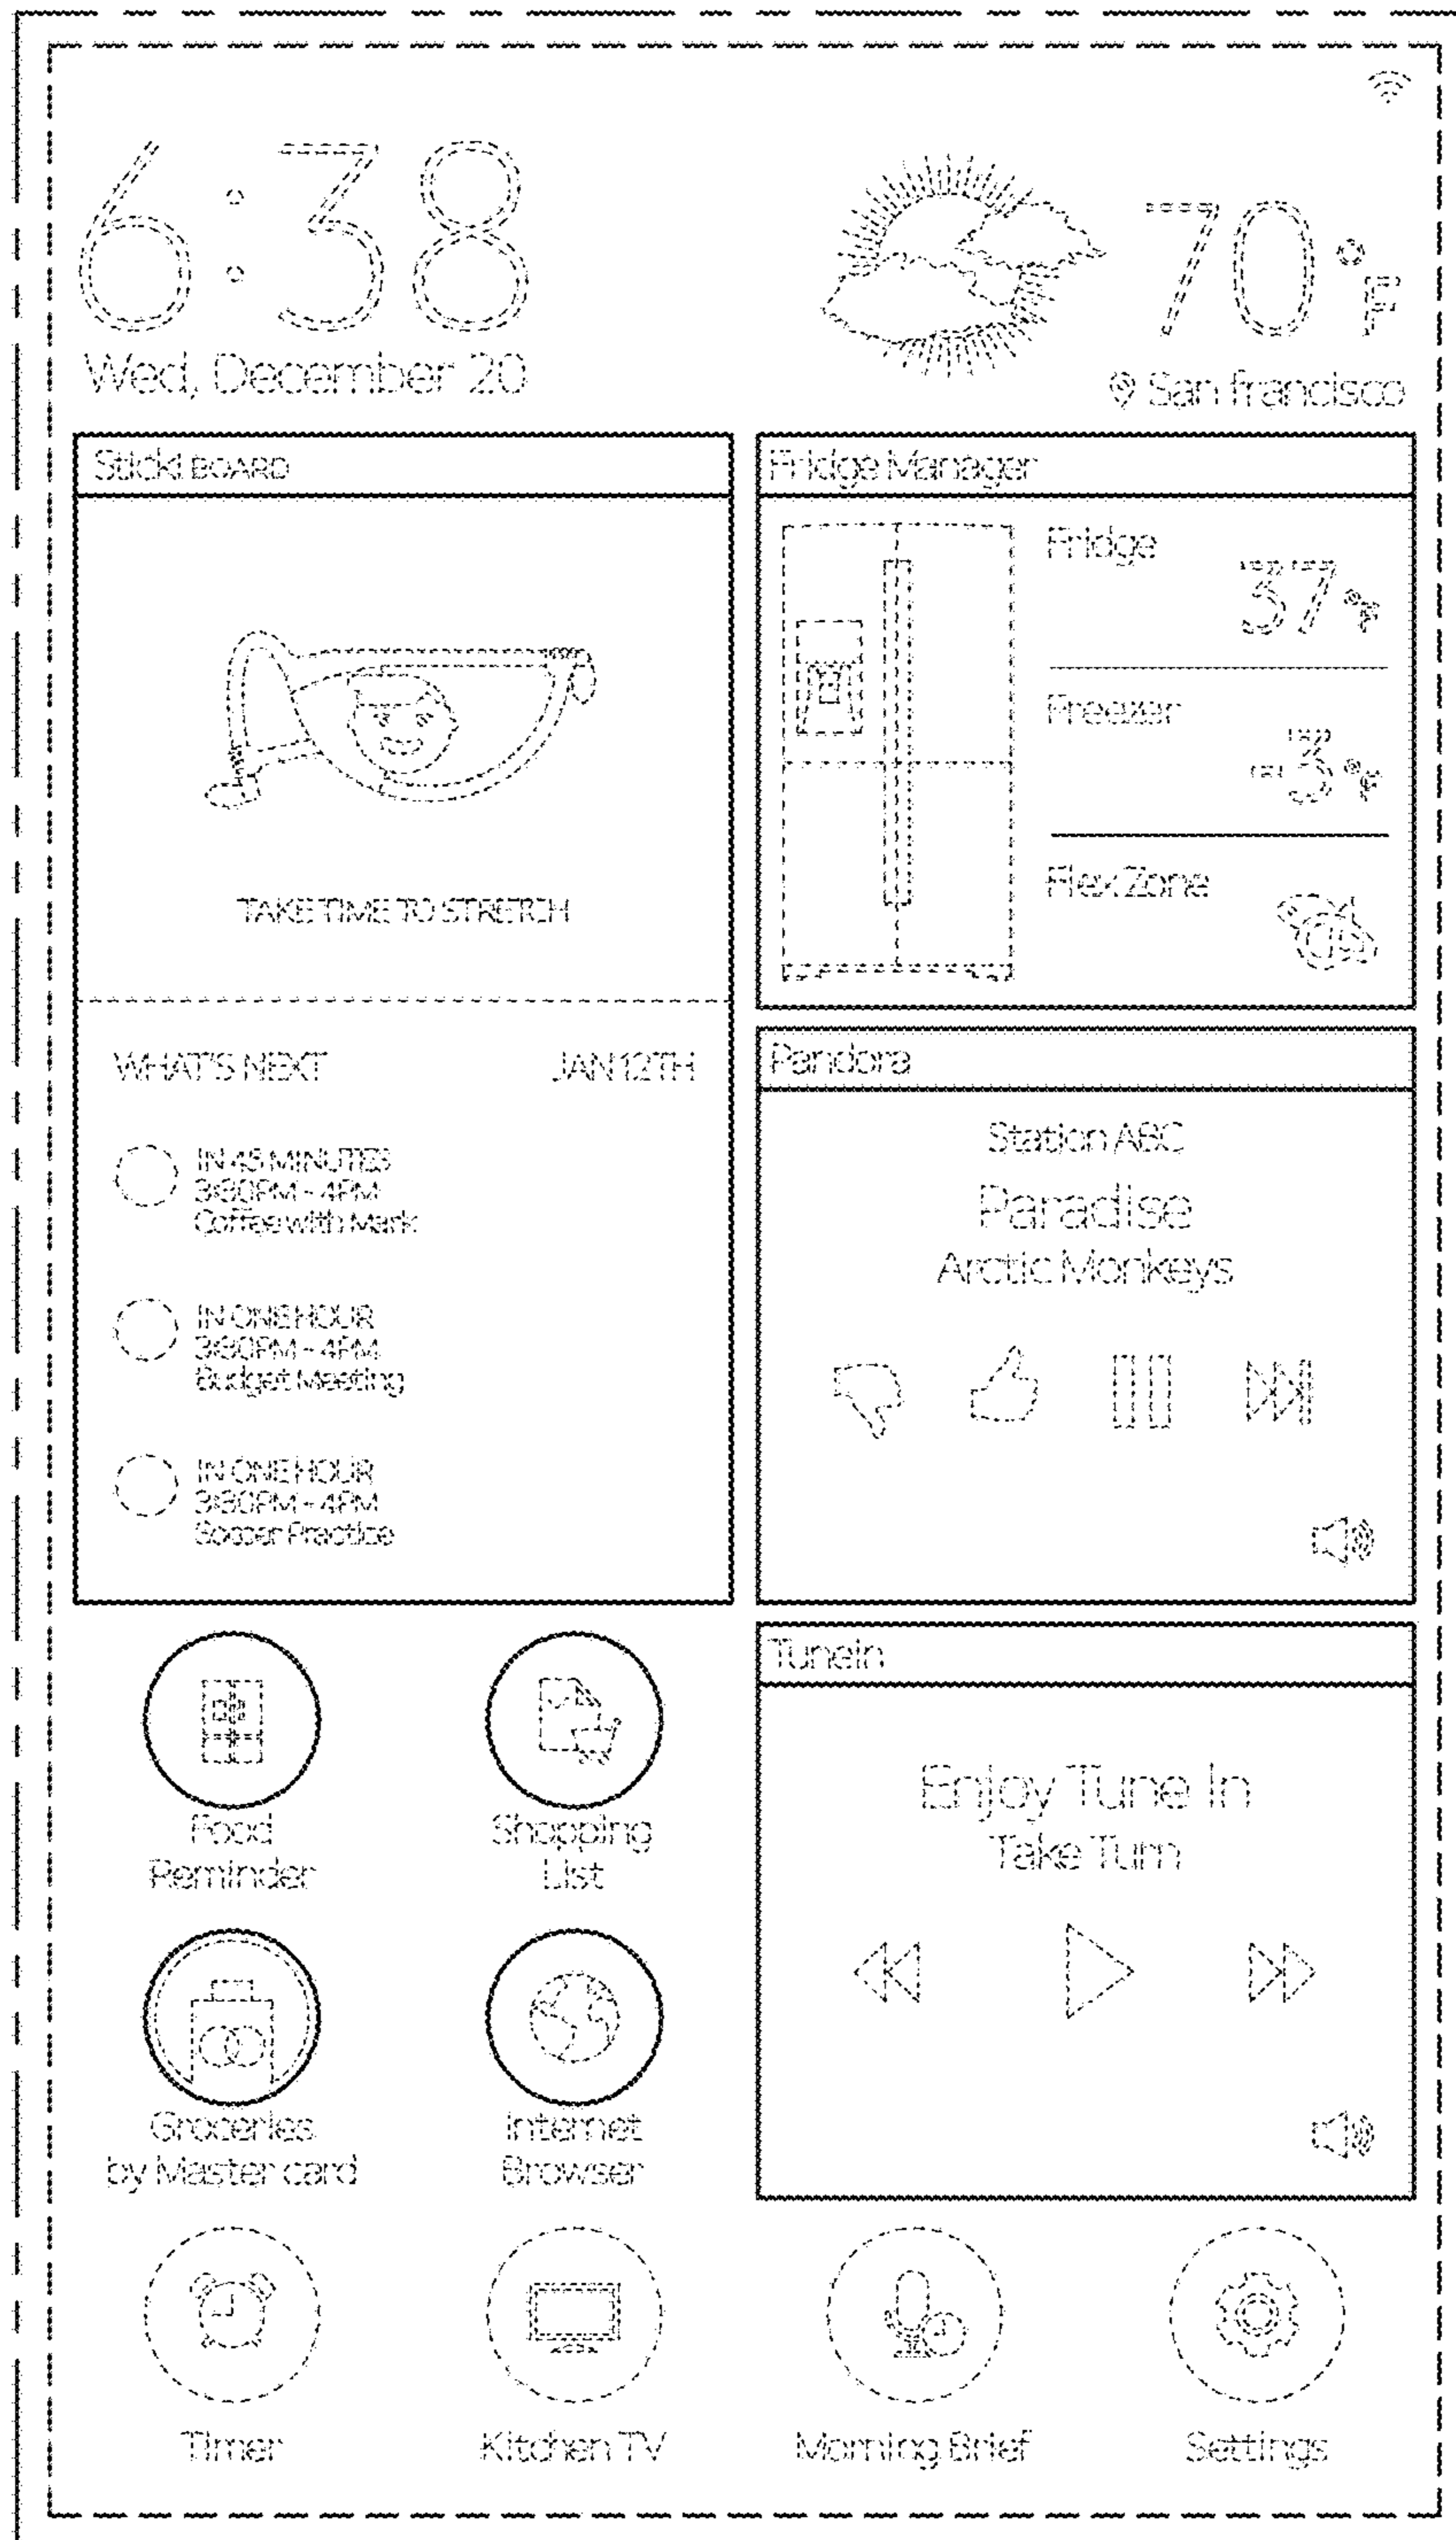 6:38
Wed, December 20
70°F
San francisco
Sticki BOARD
TAKE TIME TO STRETCH
WHAT'S NEXT JAN 12TH
IN 45 MINUTES
3:30PM - 4PM
Coffee with Mark
IN ONE HOUR
3:30PM - 4PM
Budget Meeting
IN ONE HOUR
3:30PM - 4PM
Soccer Practice
Fridge Manager
Fridge
37°F
Freezer
-3°F
Flex Zone
Pandora
Station ABC
Paradise
Arctic Monkeys
TuneIn
Enjoy Tune In
Take Turn
Food
Reminder
Shopping
List
Groceries
by Master card
Internet
Browser
Timer
Kitchen TV
Morning Brief
Settings